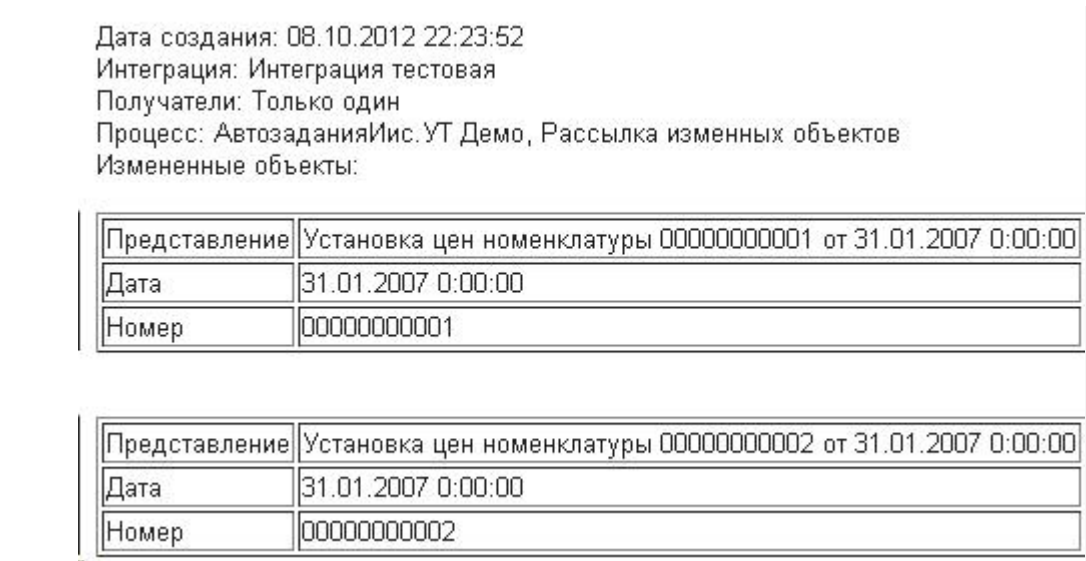 Дата создания: 08.10.2012 22:23:52
Интеграция: Интеграция тестовая
Получатели: Только один
Процесс: АвтозаданияИис.УТ Демо, Рассылка изменных объектов
Измененные объекты:
Представление Установка цен номенклатуры 00000000001 от 31.01.2007 0:00:00
Дата 31.01.2007 0:00:00
Номер 00000000001
Представление Установка цен номенклатуры 00000000002 от 31.01.2007 0:00:00
Дата 31.01.2007 0:00:00
Номер 00000000002